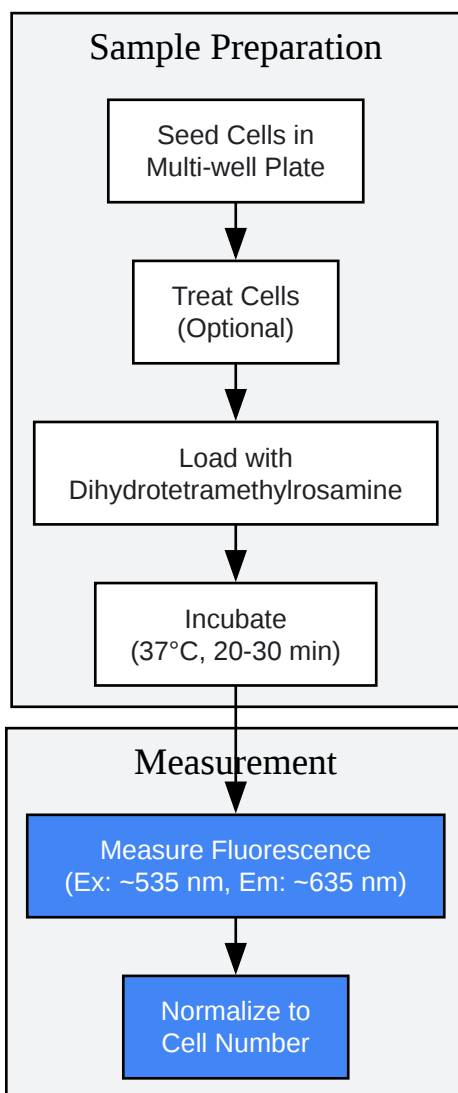 Sample Preparation
Seed Cells in
Multi-well Plate
Treat Cells
(Optional)
Load with
Dihydrotetramethylrosamine
Incubate
(37°C, 20-30 min)
Measurement
Measure Fluorescence
(Ex: ~535 nm, Em: ~635 nm)
Normalize to
Cell Number